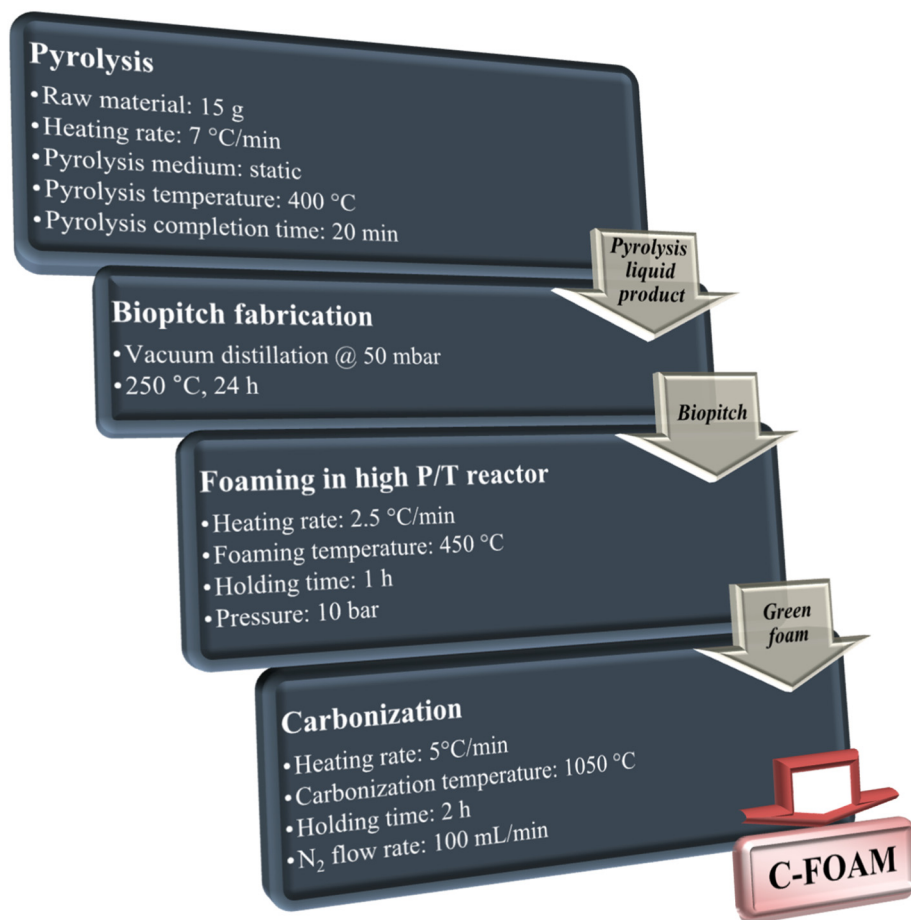 Pyrolysis
•Raw material: 15 g
•Heating rate: 7 °C/min
•Pyrolysis medium: static
•Pyrolysis temperature: 400 °C
•Pyrolysis completion time: 20 min
Pyrolysis
liquid
product
Biopitch fabrication
•Vacuum distillation @ 50 mbar
•250 °C, 24 h
Biopitch
Foaming in high P/T reactor
•Heating rate: 2.5 °C/min
•Foaming temperature: 450 °C
•Holding time: 1 h
•Pressure: 10 bar
Green
foam
Carbonization
•Heating rate: 5°C/min
•Carbonization temperature: 1050 °C
•Holding time: 2 h
•N₂ flow rate: 100 mL/min
C-FOAM